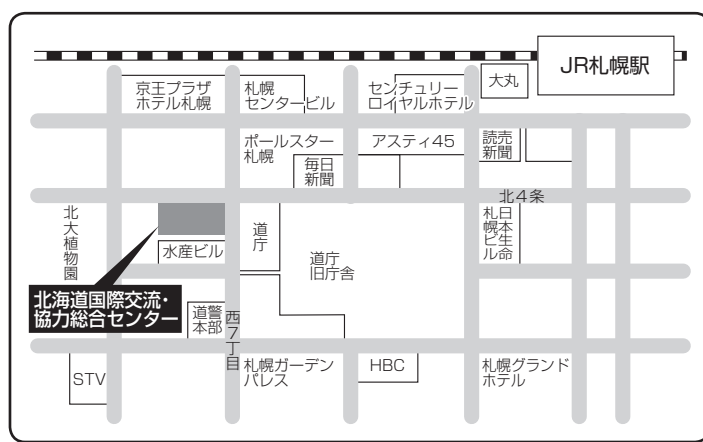 JR札幌駅
京王プラザ
ホテル札幌
札幌
センタービル
センチュリー
ロイヤルホテル
大丸
ポールスター
札幌
アスティ45
読売
新聞
毎日
新聞
北4条
北大植物園
道庁
日本生命
札幌ビル
水産ビル
道庁
旧庁舎
北海道国際交流・
協力総合センター
道警
本部
西7丁目
STV
札幌ガーデン
パレス
HBC
札幌グランド
ホテル